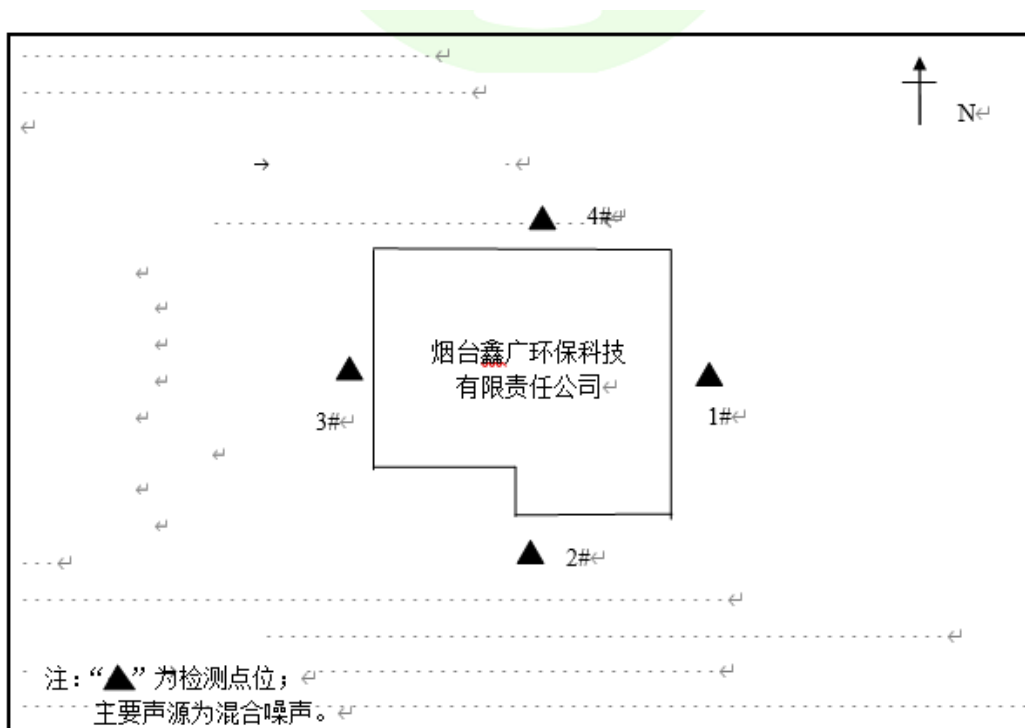 N
4#
烟台鑫广环保科技
有限责任公司
3#
1#
2#
注：“▲”为检测点位；
主要声源为混合噪声。